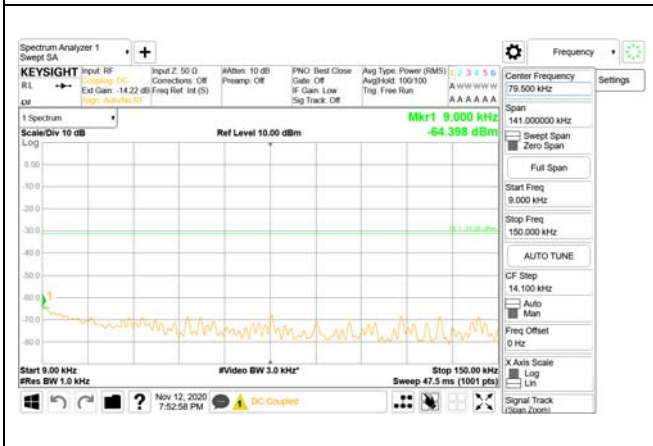 Spectrum Analyzer 1
Swept SA
+
Frequency
KEYSIGHT
Input: RF
Coupling: DC
Align: Auto/No RF
Input Z: 50 Ω
Corrections: Off
Freq Ref: Int (S)
Ext Gain: -14.22 dB
#Atten: 10 dB
Preamp: Off
PNO: Best Close
Gate: Off
IF Gain: Low
Sig Track: Off
Avg Type: Power (RMS)
Avg|Hold: 100/100
Trig: Free Run
1 2 3 4 5 6
A W W W W W
A A A A A A
RL
1 Spectrum
Scale/Div 10 dB
Ref Level 10.00 dBm
Mkr1 9.000 kHz
-64.398 dBm
Log
0.00
-10.0
-20.0
-30.0
-40.0
-50.0
-60.0
-70.0
-80.0
1
Start 9.00 kHz
#Res BW 1.0 kHz
#Video BW 3.0 kHz*
Stop 150.00 kHz
Sweep 47.5 ms (1001 pts)
Nov 12, 2020
7:52:58 PM
DC Coupled
Center Frequency
79.500 kHz
Settings
Span
141.000000 kHz
Swept Span
Zero Span
Full Span
Start Freq
9.000 kHz
Stop Freq
150.000 kHz
AUTO TUNE
CF Step
14.100 kHz
Auto
Man
Freq Offset
0 Hz
X Axis Scale
Log
Lin
Signal Track
(Span Zoom)